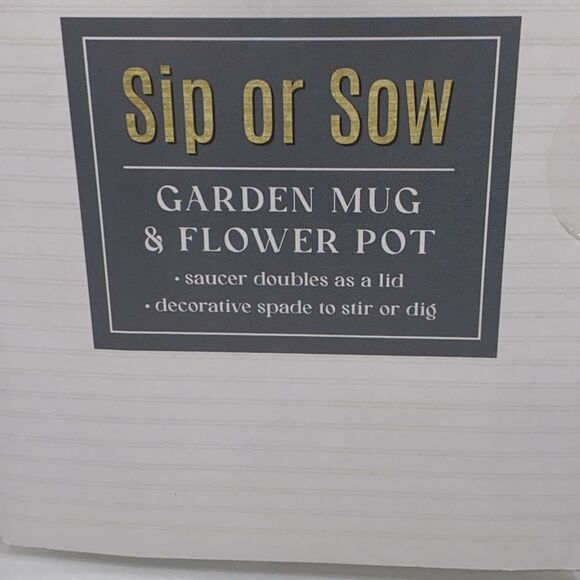 Sip or Sow
GARDEN MUG
& FLOWER POT
• saucer doubles as a lid
• decorative spade to stir or dig